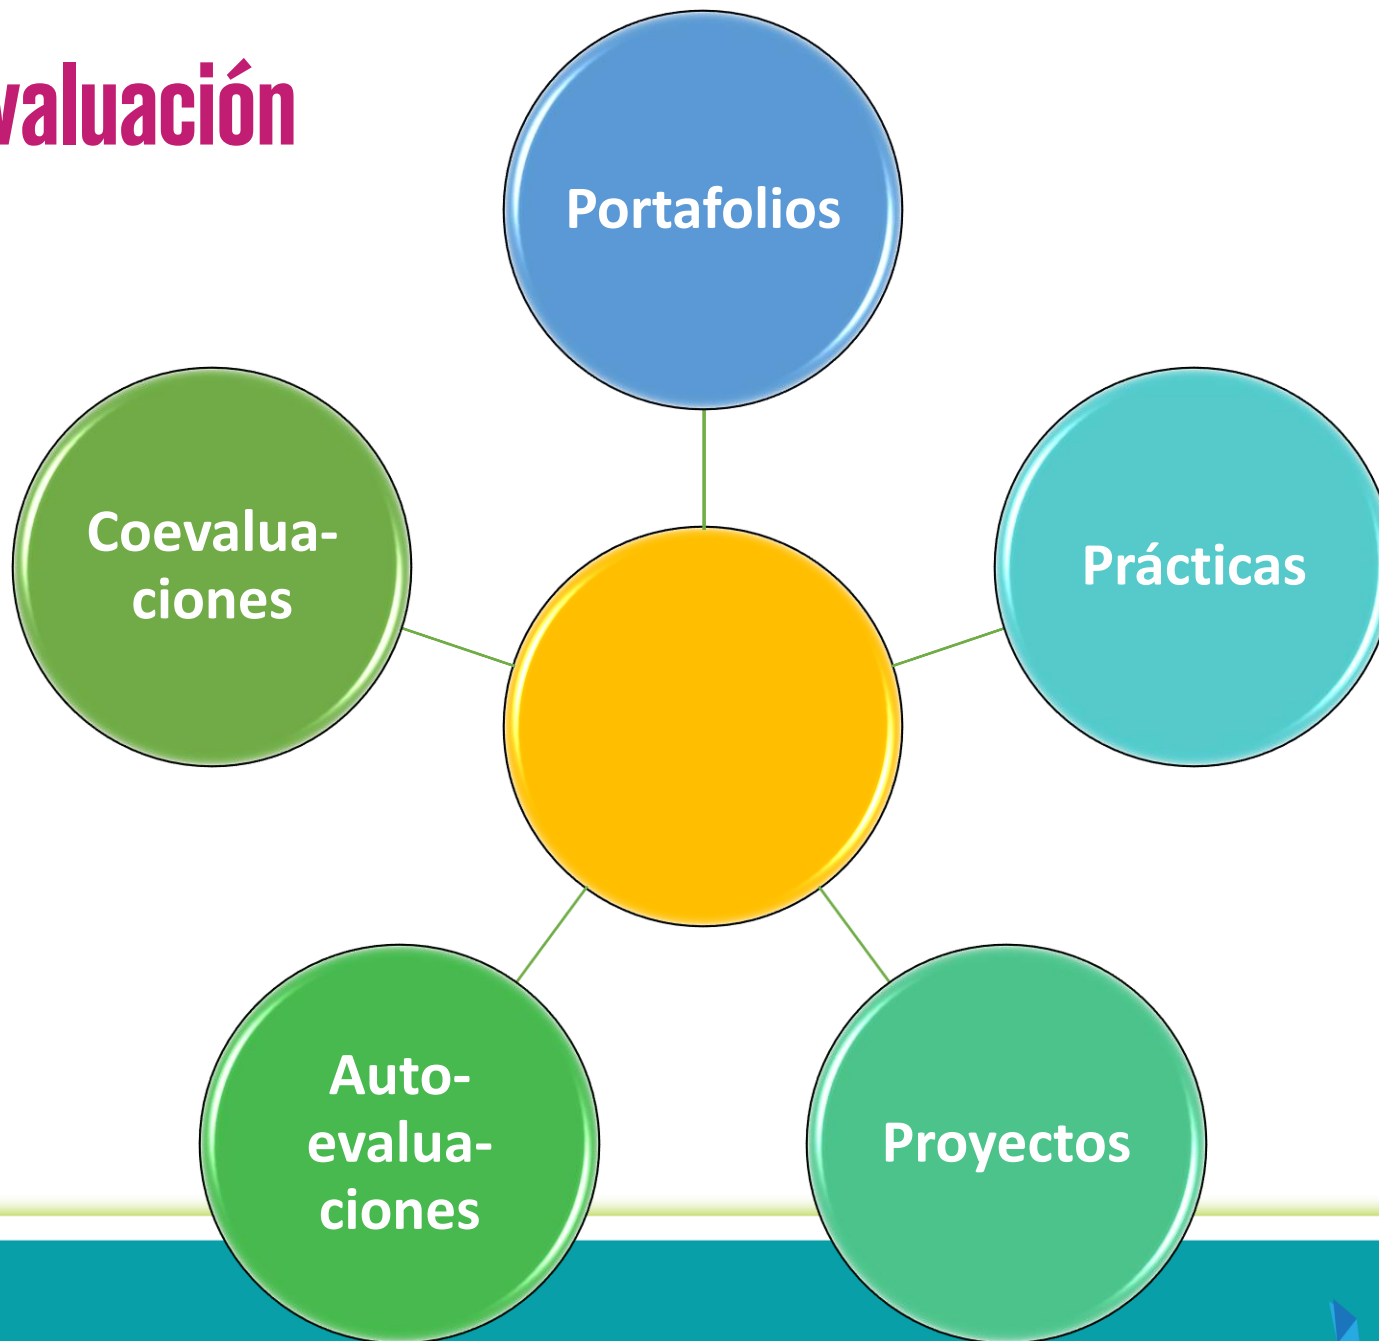 valuación
Portafolios
Prácticas
Proyectos
Auto-
evalua-
ciones
Coevalua-
ciones